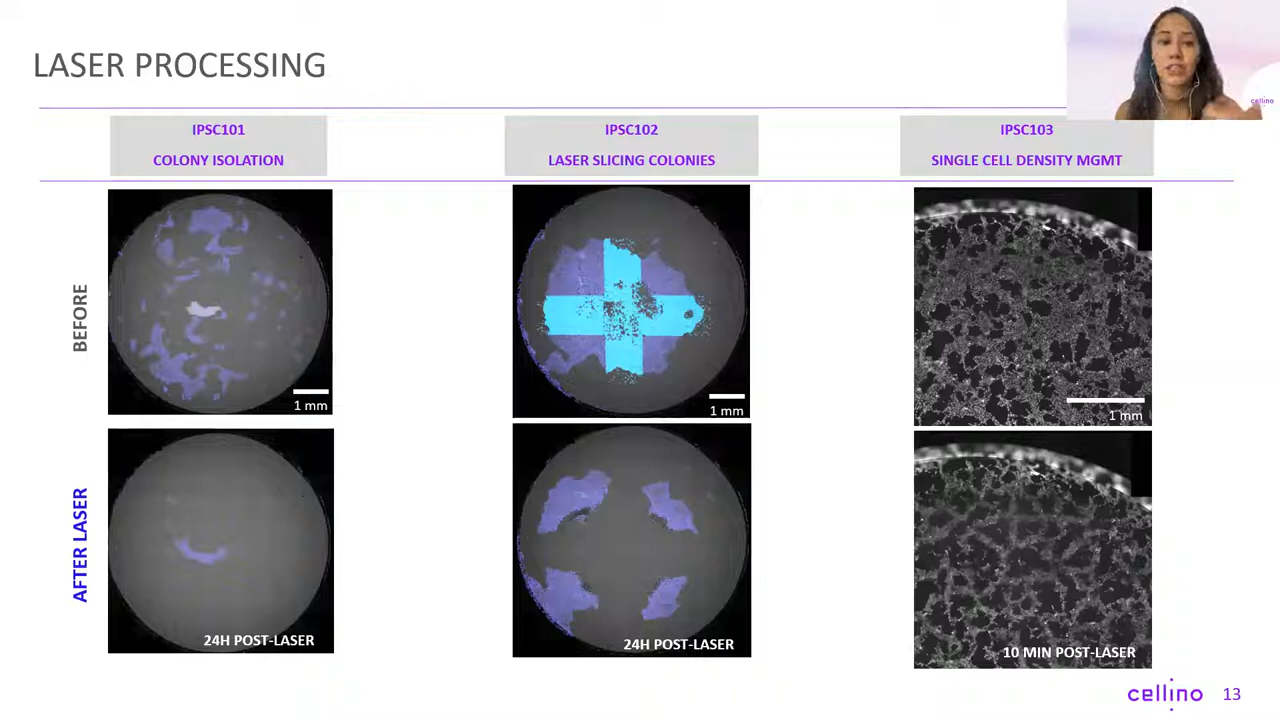 LASER PROCESSING
cellino
IPSC101
COLONY ISOLATION
IPSC102
LASER SLICING COLONIES
IPSC103
SINGLE CELL DENSITY MGMT
BEFORE
1 mm
1 mm
1 mm
AFTER LASER
24H POST-LASER
24H POST-LASER
10 MIN POST-LASER
cellino
13